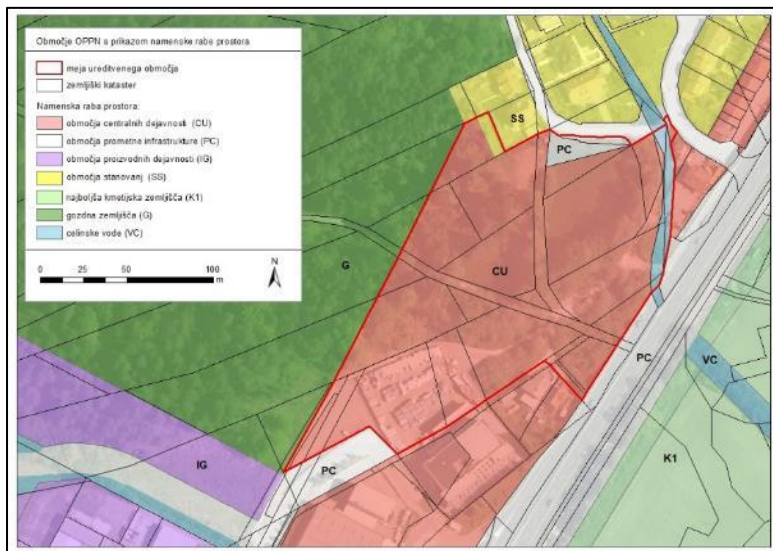 Območje OPPN s prikazom namenske rabe prostora
meja ureditvenega območja
zemljiški kataster
Namenska raba prostora:
območja centralnih dejavnosti (CU)
območja prometne infrastrukture (PC)
območja proizvodnih dejavnosti (IG)
območja stanovanj (SS)
najboljša kmetijska zemljišča (K1)
gozdna zemljišča (G)
celinske vode (VC)
0 25 50 100
m
N
SS
PC
G
CU
PC
VC
IG
PC
K1